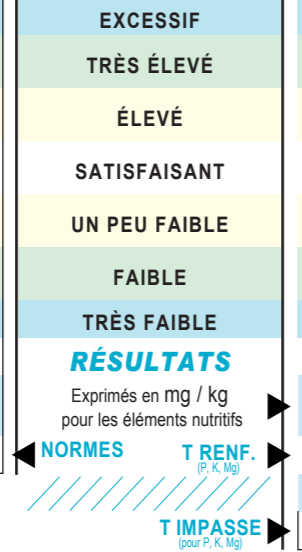 EXCESSIF
TRÈS ÉLEVÉ
ÉLEVÉ
SATISFAISANT
UN PEU FAIBLE
FAIBLE
TRÈS FAIBLE
RÉSULTATS
Exprimés en mg / kg
pour les éléments nutritifs
NORMES T RENF.
(P, K, Mg)
T IMPASSE
(pour P, K, Mg)